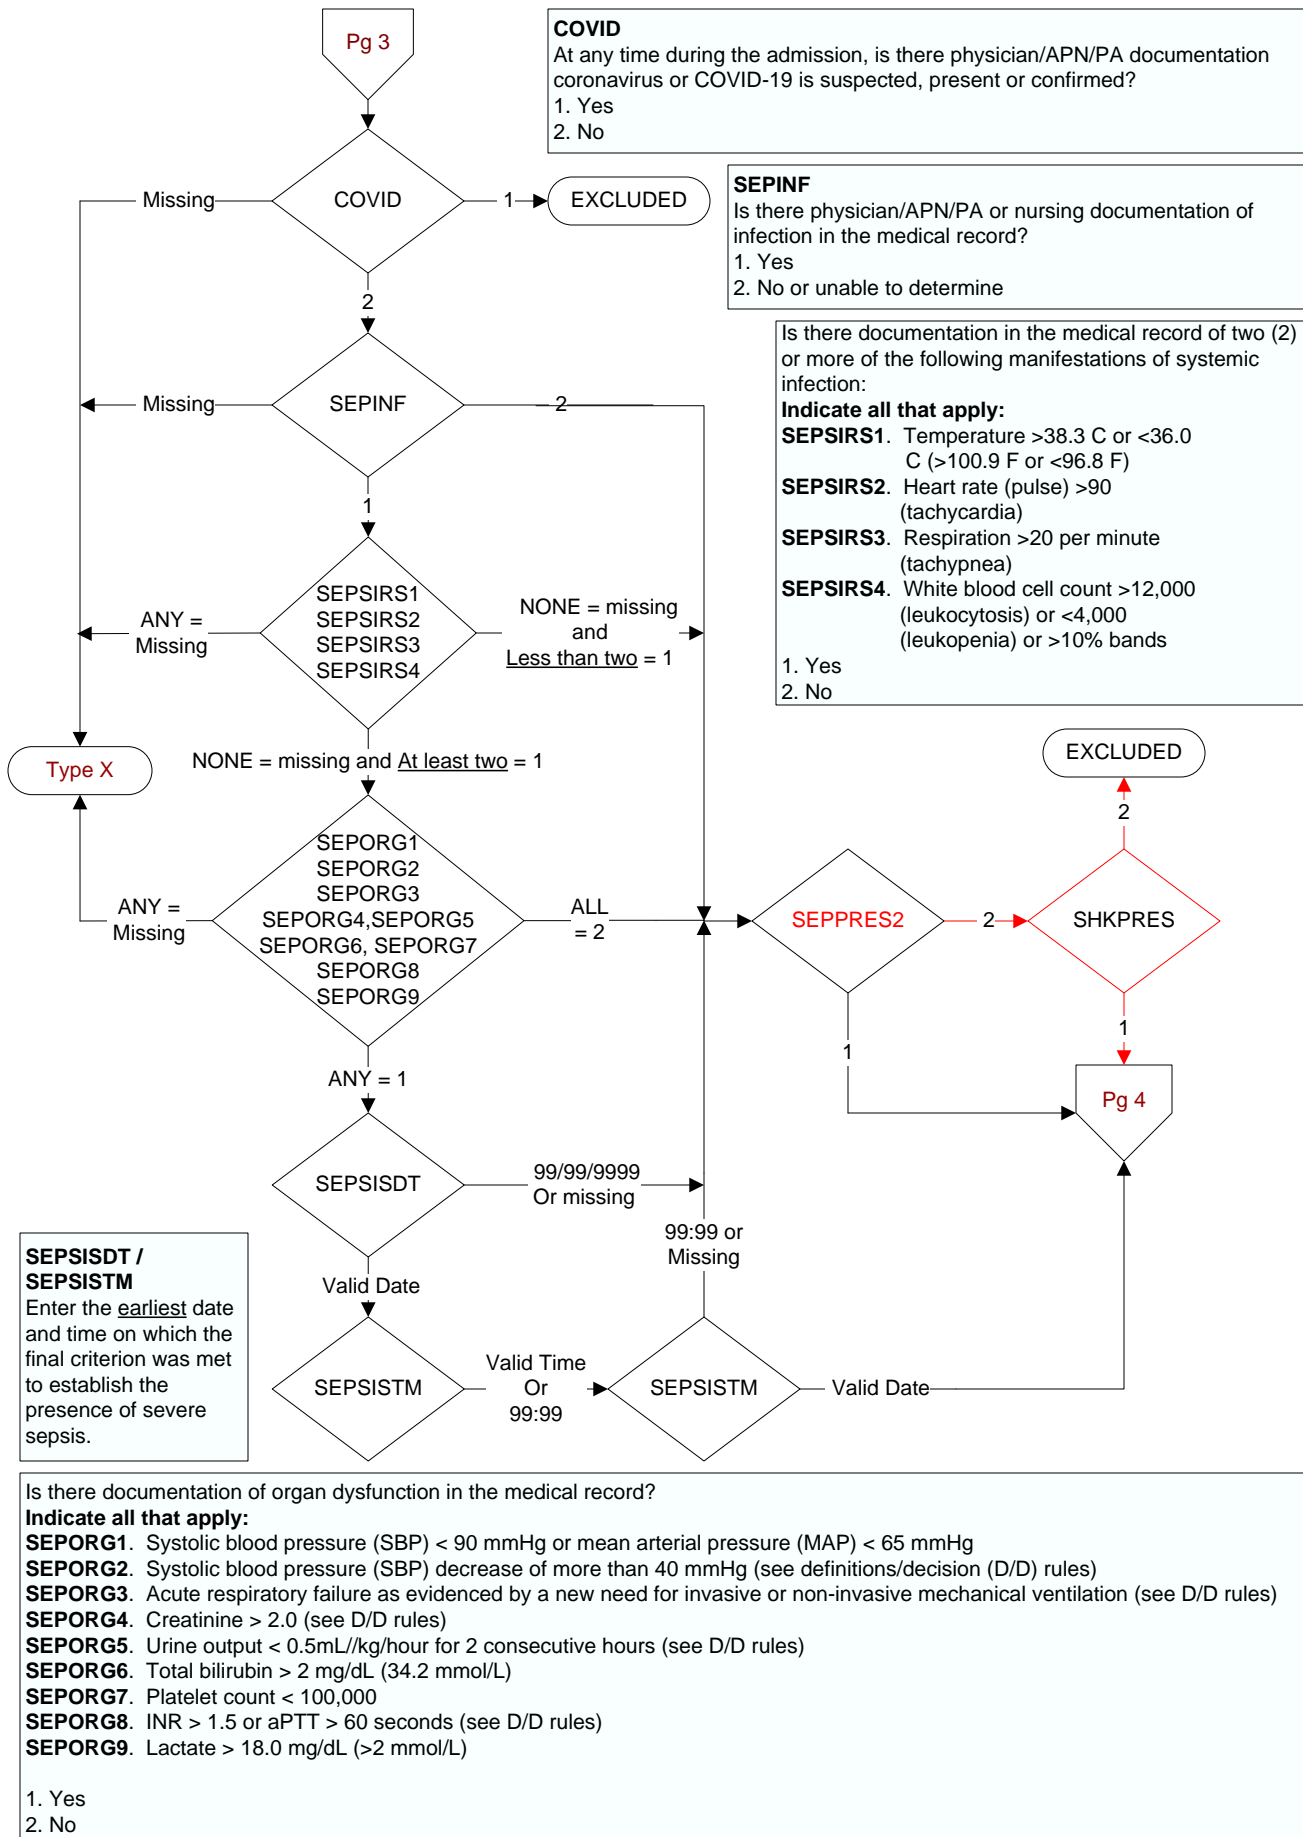 Pg 3
COVID
At any time during the admission, is there physician/APN/PA documentation
coronavirus or COVID-19 is suspected, present or confirmed?
1. Yes
2. No
Missing
COVID
1
EXCLUDED
SEPINF
Is there physician/APN/PA or nursing documentation of
infection in the medical record?
1. Yes
2. No or unable to determine
2
Missing
SEPINF
2
Is there documentation in the medical record of two (2)
or more of the following manifestations of systemic
infection:
Indicate all that apply:
SEPSIRS1. Temperature >38.3 C or <36.0
C (>100.9 F or <96.8 F)
SEPSIRS2. Heart rate (pulse) >90
(tachycardia)
SEPSIRS3. Respiration >20 per minute
(tachypnea)
SEPSIRS4. White blood cell count >12,000
(leukocytosis) or <4,000
(leukopenia) or >10% bands
1. Yes
2. No
1
ANY =
Missing
SEPSIRS1
SEPSIRS2
SEPSIRS3
SEPSIRS4
NONE = missing
and
Less than two = 1
Type X
NONE = missing and At least two = 1
EXCLUDED
2
ANY =
Missing
SEPORG1
SEPORG2
SEPORG3
SEPORG4,SEPORG5
SEPORG6, SEPORG7
SEPORG8
SEPORG9
ALL
= 2
SEPPRES2
2
SHKPRES
1
1
ANY = 1
Pg 4
SEPSISDT
99/99/9999
Or missing
99:99 or
Missing
SEPSISDT /
SEPSISTM
Enter the earliest date
and time on which the
final criterion was met
to establish the
presence of severe
sepsis.
Valid Date
SEPSISTM
Valid Time
Or
99:99
SEPSISTM
Valid Date
Is there documentation of organ dysfunction in the medical record?
Indicate all that apply:
SEPORG1. Systolic blood pressure (SBP) < 90 mmHg or mean arterial pressure (MAP) < 65 mmHg
SEPORG2. Systolic blood pressure (SBP) decrease of more than 40 mmHg (see definitions/decision (D/D) rules)
SEPORG3. Acute respiratory failure as evidenced by a new need for invasive or non-invasive mechanical ventilation (see D/D rules)
SEPORG4. Creatinine > 2.0 (see D/D rules)
SEPORG5. Urine output < 0.5mL//kg/hour for 2 consecutive hours (see D/D rules)
SEPORG6. Total bilirubin > 2 mg/dL (34.2 mmol/L)
SEPORG7. Platelet count < 100,000
SEPORG8. INR > 1.5 or aPTT > 60 seconds (see D/D rules)
SEPORG9. Lactate > 18.0 mg/dL (>2 mmol/L)
1. Yes
2. No